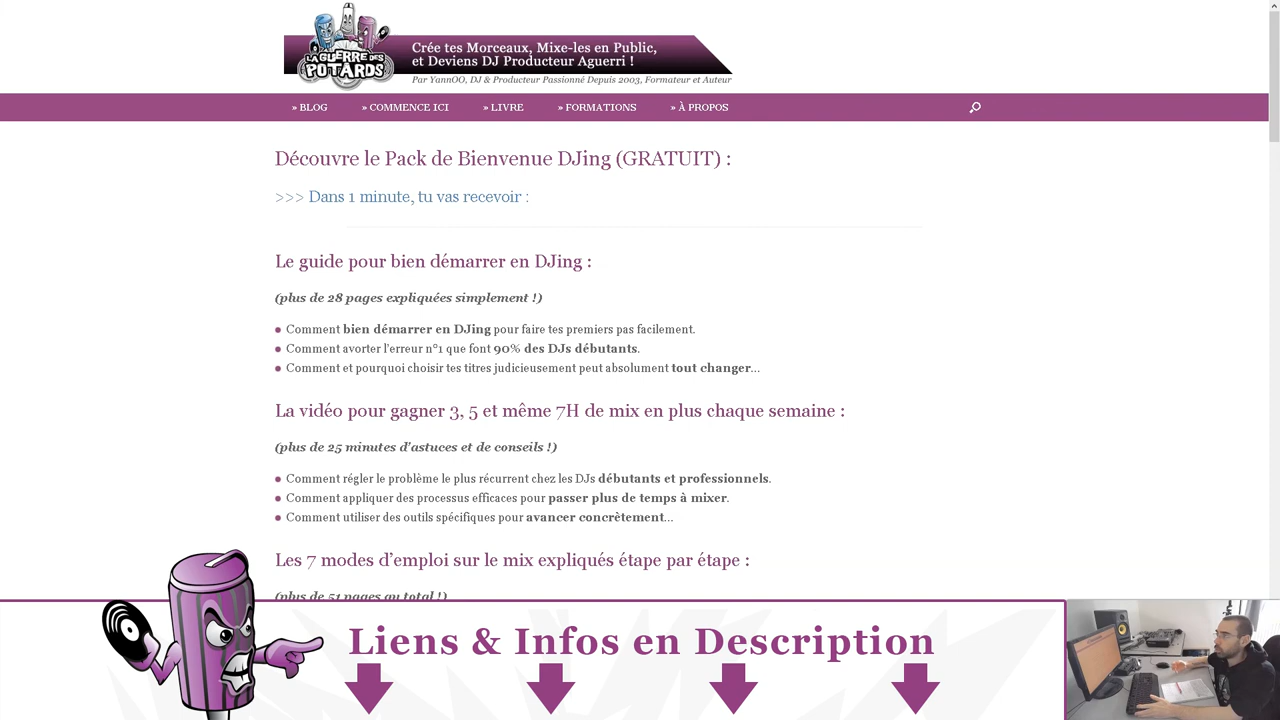 LA GUERRE DES
POTARDS
Crée tes Morceaux, Mixe-les en Public,
et Deviens DJ Producteur Aguerri !
Par YannOO, DJ & Producteur Passionné Depuis 2003, Formateur et Auteur
» BLOG » COMMENCE ICI » LIVRE » FORMATIONS » À PROPOS
Découvre le Pack de Bienvenue DJing (GRATUIT) :
>>> Dans 1 minute, tu vas recevoir :
Le guide pour bien démarrer en DJing :
(plus de 28 pages expliquées simplement !)
• Comment bien démarrer en DJing pour faire tes premiers pas facilement.
• Comment avorter l'erreur n°1 que font 90% des DJs débutants.
• Comment et pourquoi choisir tes titres judicieusement peut absolument tout changer...
La vidéo pour gagner 3, 5 et même 7H de mix en plus chaque semaine :
(plus de 25 minutes d'astuces et de conseils !)
• Comment régler le problème le plus récurrent chez les DJs débutants et professionnels.
• Comment appliquer des processus efficaces pour passer plus de temps à mixer.
• Comment utiliser des outils spécifiques pour avancer concrètement...
Les 7 modes d’emploi sur le mix expliqués étape par étape :
(plus de 51 pages au total !)
Liens & Infos en Description